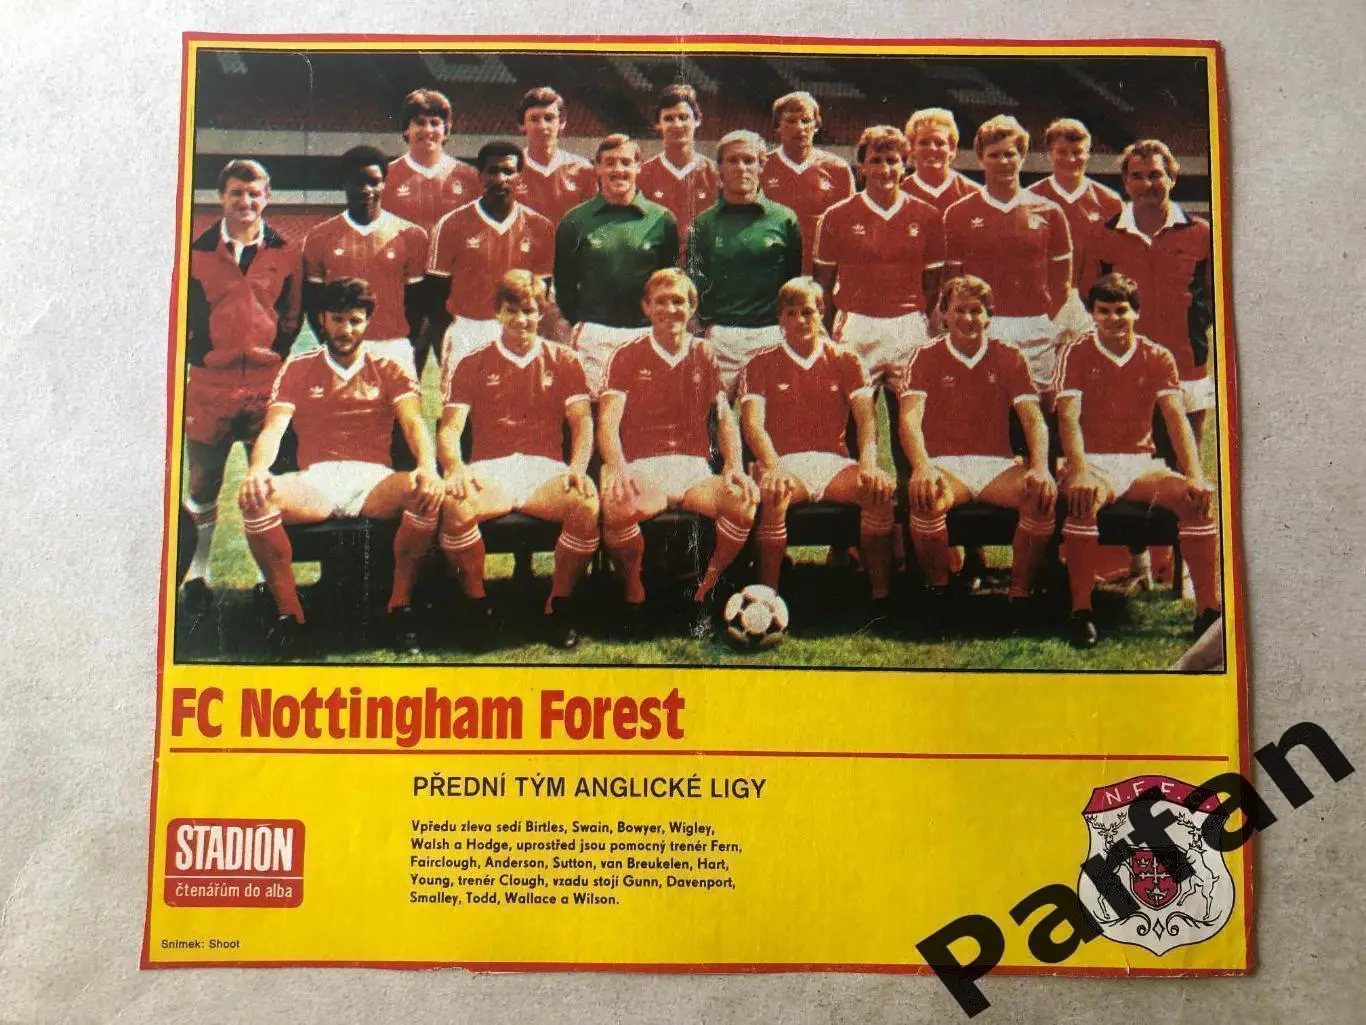 FC Nottingham Forest
PŘEDNÍ TÝM ANGLICKÉ LIGY
Vpředu zleva sedí Birtles, Swain, Bowyer, Wigley,
Walsh a Hodge, uprostřed jsou pomocný trenér Fern,
Fairclough, Anderson, Sutton, van Breukelen, Hart,
Young, trenér Clough, vzadu stojí Gunn, Davenport,
Smalley, Todd, Wallace a Wilson.
STADIÓN
čtenářům do alba
Snímek: Shoot
Parfan